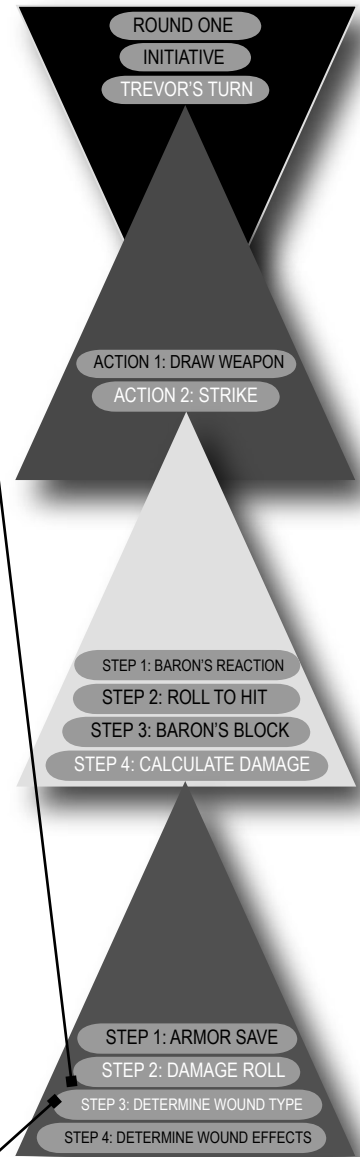 ROUND ONE
INITIATIVE
TREVOR'S TURN
ACTION 1: DRAW WEAPON
ACTION 2: STRIKE
STEP 1: BARON'S REACTION
STEP 2: ROLL TO HIT
STEP 3: BARON'S BLOCK
STEP 4: CALCULATE DAMAGE
STEP 1: ARMOR SAVE
STEP 2: DAMAGE ROLL
STEP 3: DETERMINE WOUND TYPE
STEP 4: DETERMINE WOUND EFFECTS